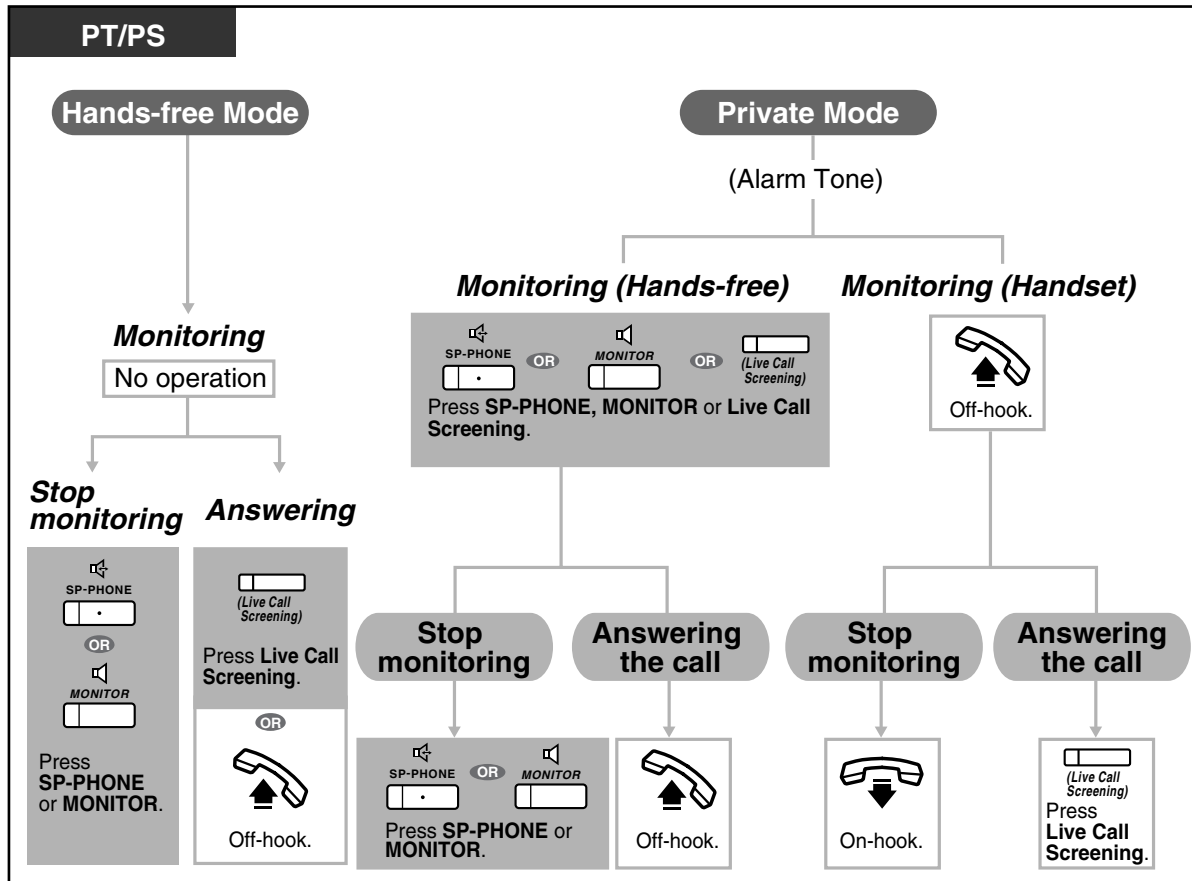 PT/PS
Hands-free Mode
Monitoring
No operation
Stop
monitoring
SP-PHONE
OR
MONITOR
Press
SP-PHONE
or MONITOR.
Answering
(Live Call
Screening)
Press Live Call
Screening.
OR
Off-hook.
Private Mode
(Alarm Tone)
Monitoring (Hands-free)
SP-PHONE
OR
MONITOR
OR
(Live Call
Screening)
Press SP-PHONE, MONITOR or Live Call
Screening.
Stop
monitoring
SP-PHONE
OR
MONITOR
Press SP-PHONE or
MONITOR.
Answering
the call
Off-hook.
Monitoring (Handset)
Off-hook.
Stop
monitoring
On-hook.
Answering
the call
(Live Call
Screening)
Press
Live Call
Screening.